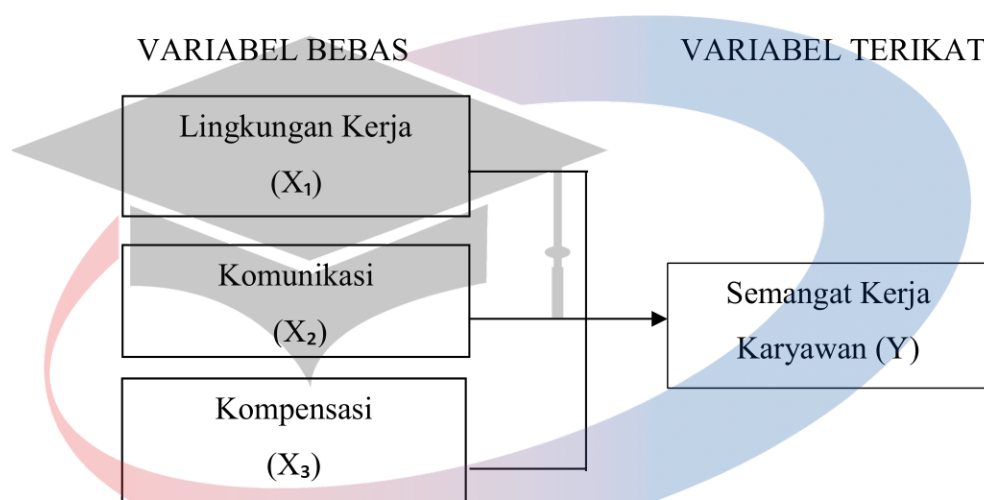 VARIABEL BEBAS
VARIABEL TERIKAT
Lingkungan Kerja
(X₁)
Komunikasi
(X₂)
Semangat Kerja
Karyawan (Y)
Kompensasi
(X₃)